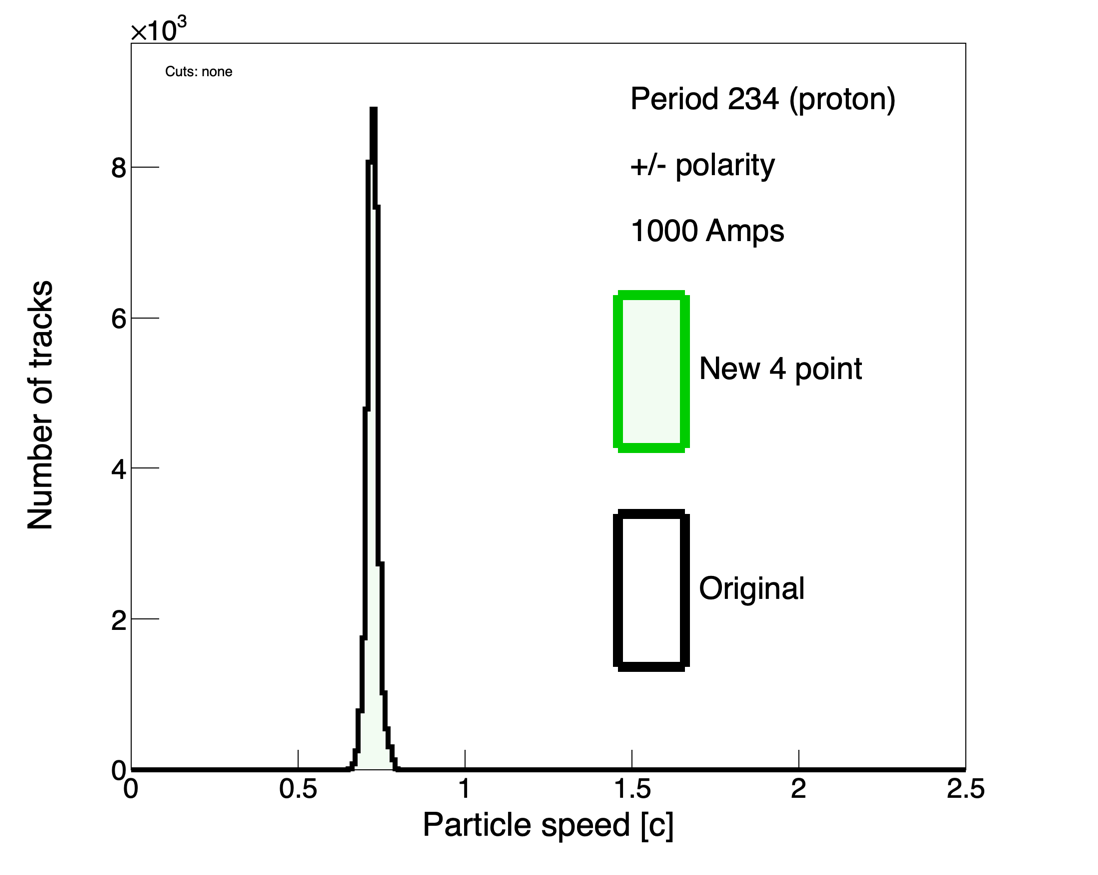 ×10³
Cuts: none
Period 234 (proton)
+/- polarity
1000 Amps
New 4 point
Original
Number of tracks
8
6
4
2
0
0 0.5 1 1.5 2 2.5
Particle speed [c]